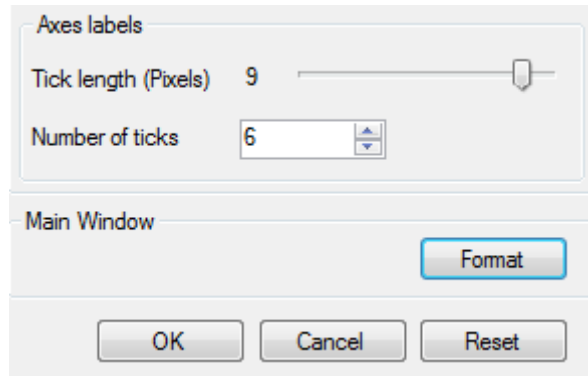 Axes labels
Tick length (Pixels) 9
Number of ticks 6
Main Window
Format
OK Cancel Reset